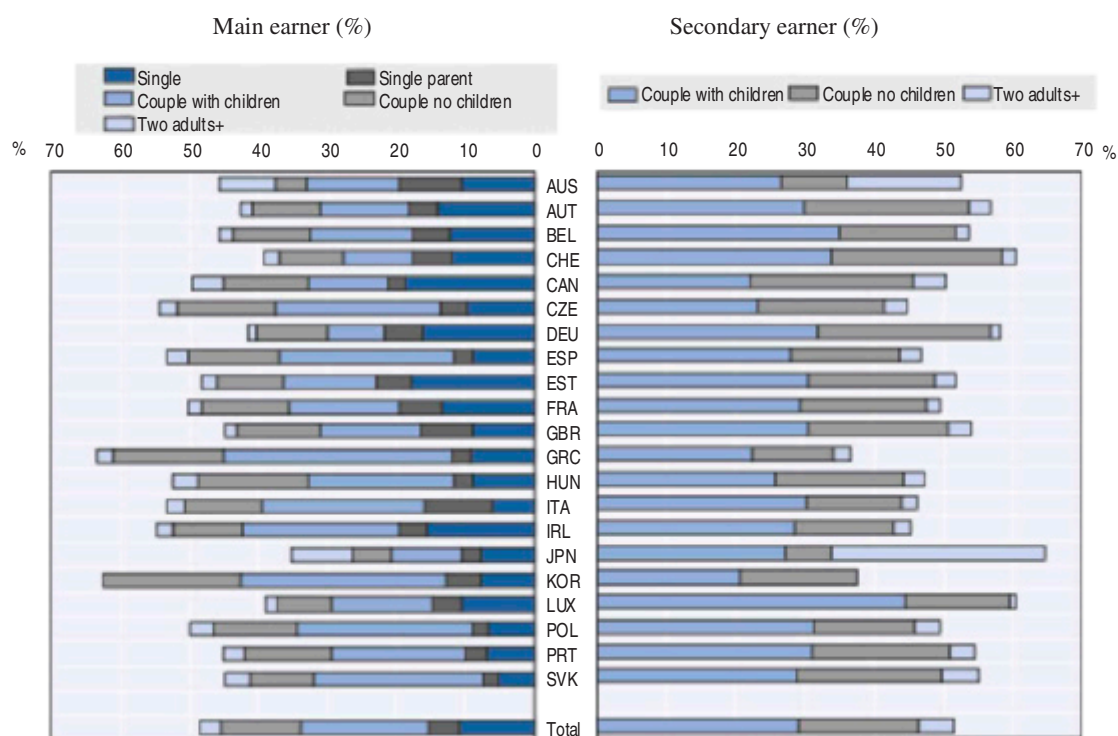 Main earner (%)
Secondary earner (%)
Single
Single parent
Couple with children
Couple no children
Two adults+
Couple with children
Couple no children
Two adults+
% 70 60 50 40 30 20 10 0
0 10 20 30 40 50 60 70 %
AUS
AUT
BEL
CHE
CAN
CZE
DEU
ESP
EST
FRA
GBR
GRC
HUN
ITA
IRL
JPN
KOR
LUX
POL
PRT
SVK
Total